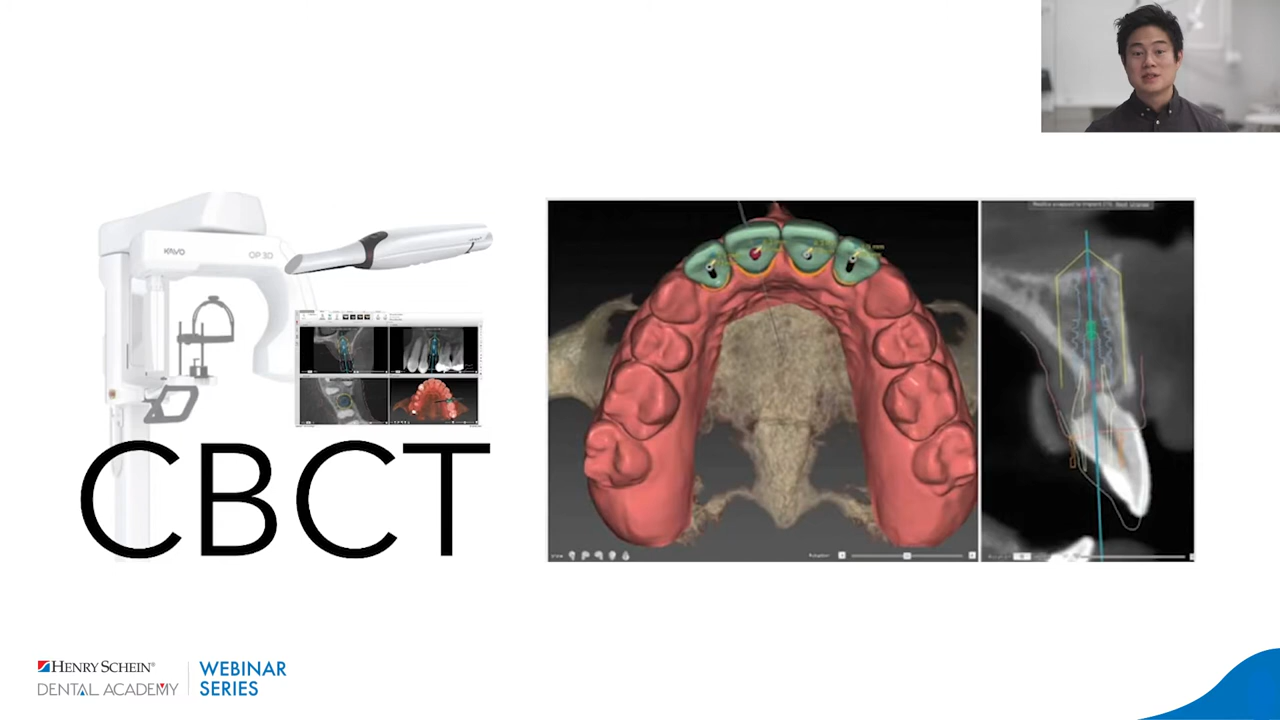 KAVO
OP 3D
CBCT
HENRY SCHEIN®
DENTAL ACADEMY
WEBINAR
SERIES